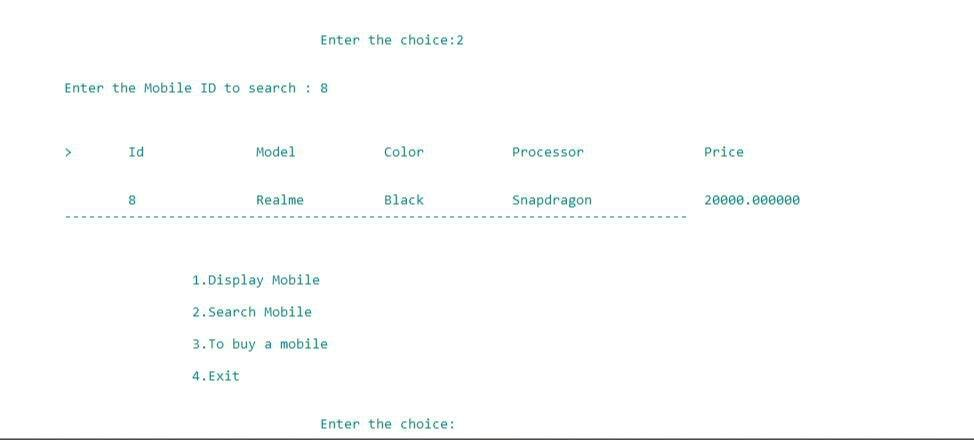 Enter the choice:2
Enter the Mobile ID to search : 8
> Id Model Color Processor Price
8 Realme Black Snapdragon 20000.000000
------------------------------------------------------------------------------
1.Display Mobile
2.Search Mobile
3.To buy a mobile
4.Exit
Enter the choice: